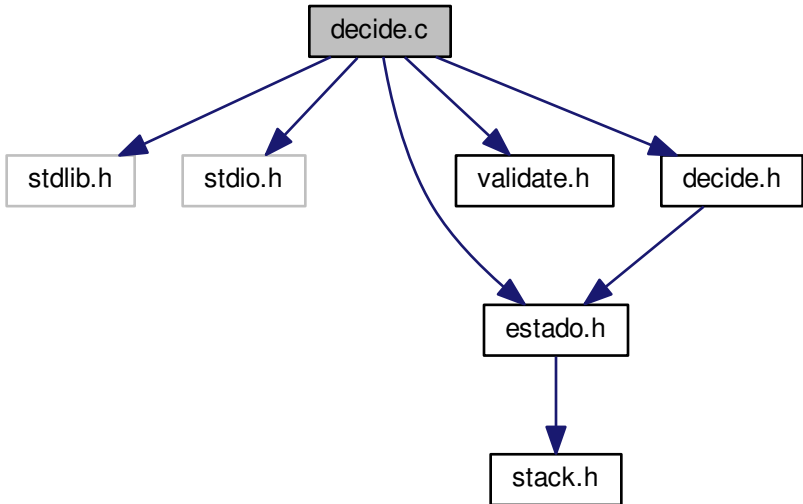 decide.c
stdlib.h
stdio.h
validate.h
decide.h
estado.h
stack.h